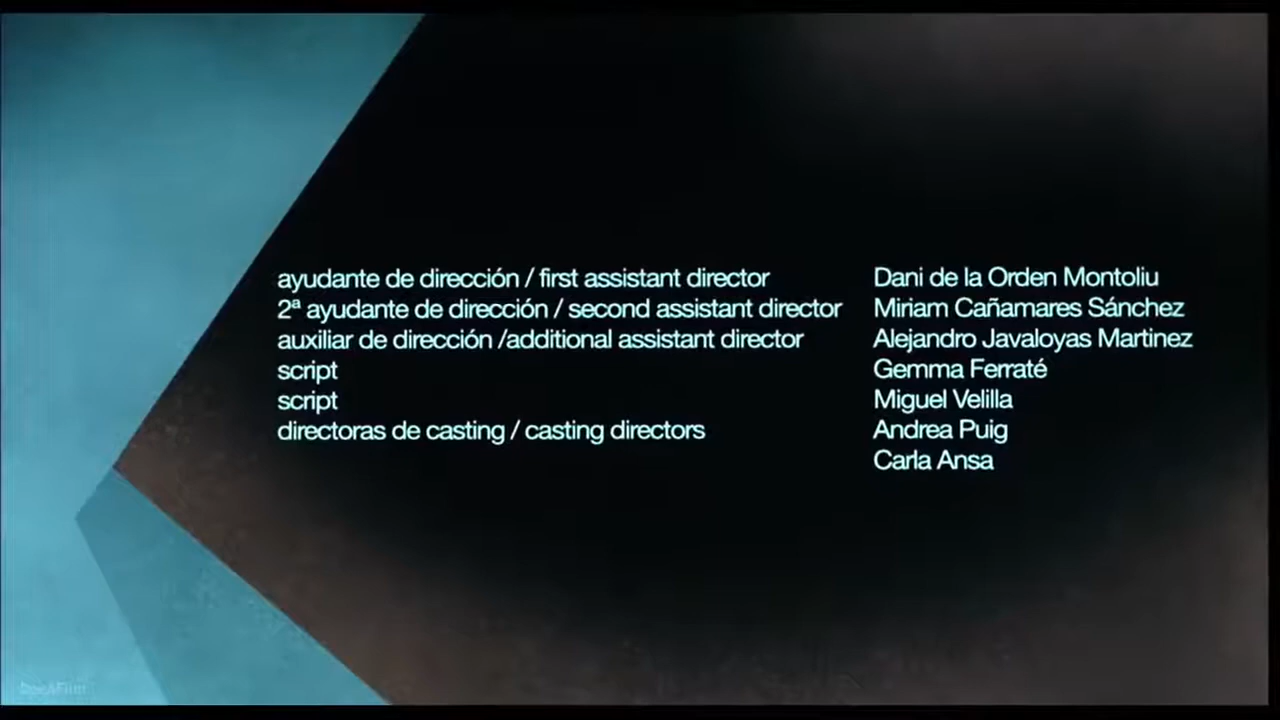 ayudante de dirección / first assistant director Dani de la Orden Montoliu
2ª ayudante de dirección / second assistant director Miriam Cañamares Sánchez
auxiliar de dirección /additional assistant director Alejandro Javaloyas Martinez
script Gemma Ferraté
script Miguel Velilla
directoras de casting / casting directors Andrea Puig
Carla Ansa